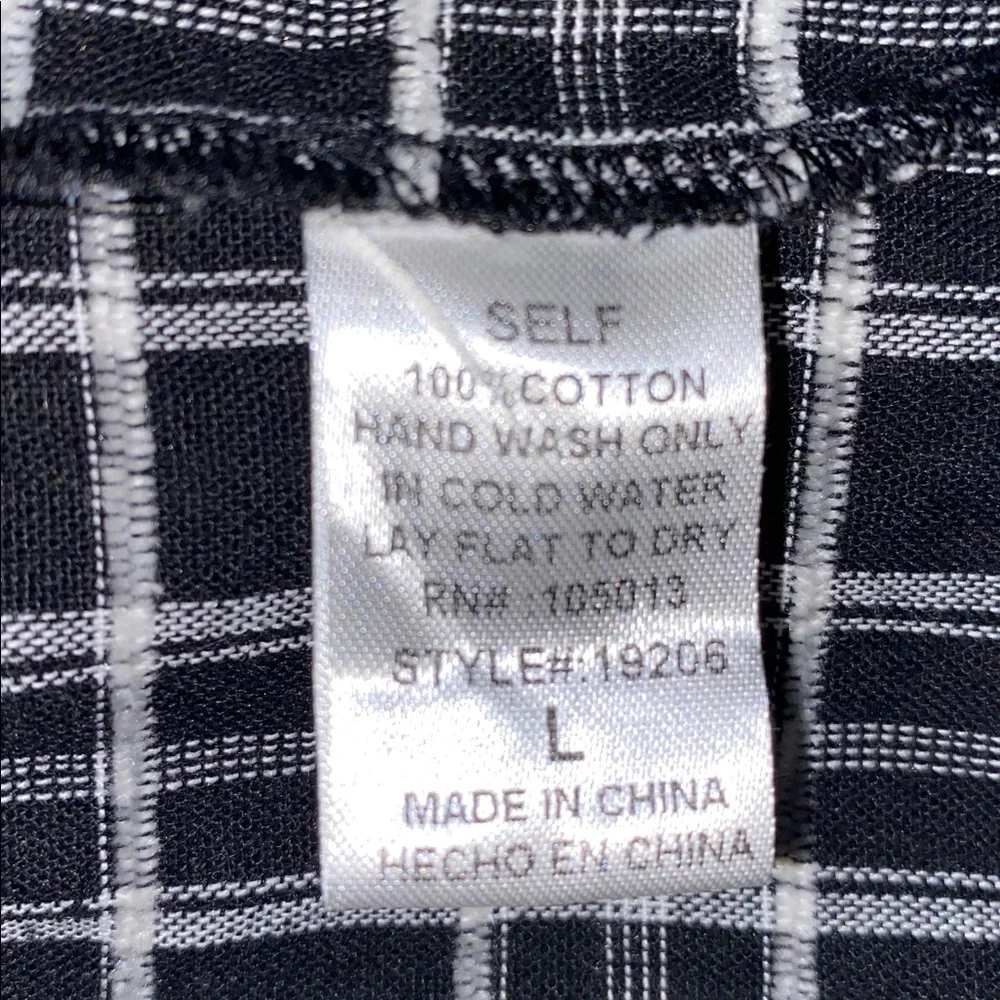 SELF
100% COTTON
HAND WASH ONLY
IN COLD WATER
LAY FLAT TO DRY
RN#: 105013
STYLE#:19206
L
MADE IN CHINA
HECHO EN CHINA